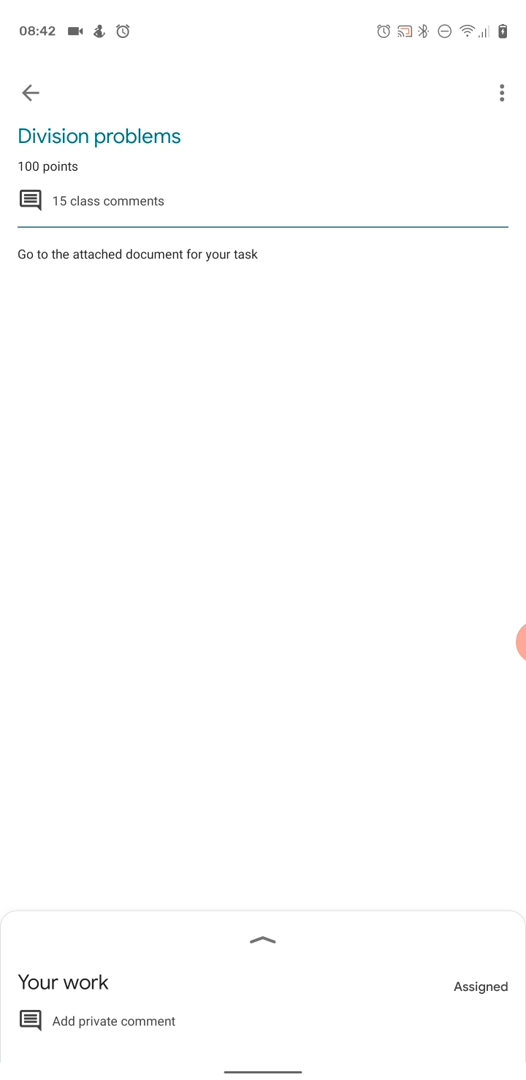 08:42
Division problems
100 points
15 class comments
Go to the attached document for your task
Your work
Assigned
Add private comment